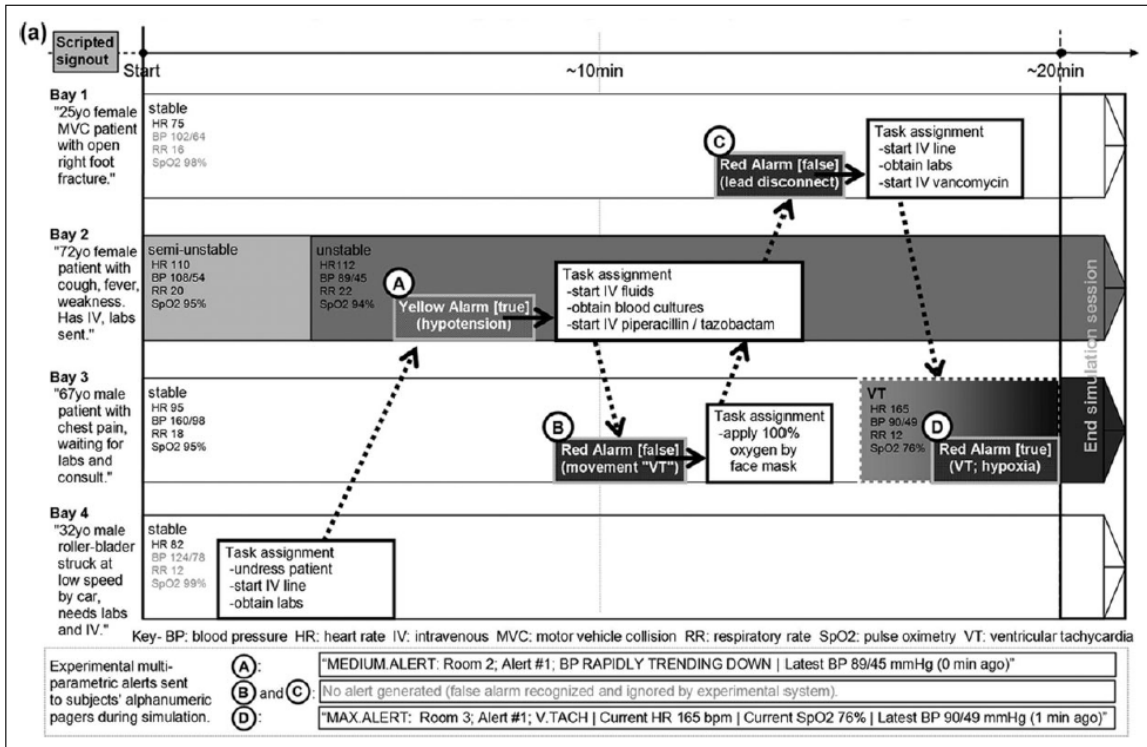 (a)
Scripted
signout
Start
~10min
~20min
Bay 1
"25yo female
MVC patient
with open
right foot
fracture."
stable
HR 75
BP 102/64
RR 16
SpO2 98%
C
Red Alarm [false]
(lead disconnect)
Task assignment
-start IV line
-obtain labs
-start IV vancomycin
Bay 2
"72yo female
patient with
cough, fever,
weakness.
Has IV, labs
sent."
semi-unstable
HR 110
BP 108/54
RR 20
SpO2 95%
unstable
HR112
BP 89/45
RR 22
SpO2 94%
A
Yellow Alarm [true]
(hypotension)
Task assignment
-start IV fluids
-obtain blood cultures
-start IV piperacillin / tazobactam
Bay 3
"67yo male
patient with
chest pain,
waiting for
labs and
consult."
stable
HR 95
BP 160/98
RR 18
SpO2 95%
B
Red Alarm [false]
(movement "VT")
Task assignment
-apply 100%
oxygen by
face mask
VT
HR 165
BP 90/49
RR 12
SpO2 76%
D
Red Alarm [true]
(VT; hypoxia)
End simulation session
Bay 4
"32yo male
roller-blader
struck at
low speed
by car,
needs labs
and IV."
stable
HR 82
BP 124/78
RR 12
SpO2 99%
Task assignment
-undress patient
-start IV line
-obtain labs
Key- BP: blood pressure HR: heart rate IV: intravenous MVC: motor vehicle collision RR: respiratory rate SpO2: pulse oximetry VT: ventricular tachycardia
Experimental multi-
parametric alerts sent
to subjects' alphanumeric
pagers during simulation.
A : "MEDIUM.ALERT: Room 2; Alert #1; BP RAPIDLY TRENDING DOWN | Latest BP 89/45 mmHg (0 min ago)"
B and C : No alert generated (false alarm recognized and ignored by experimental system).
D : "MAX.ALERT: Room 3; Alert #1; V.TACH | Current HR 165 bpm | Current SpO2 76% | Latest BP 90/49 mmHg (1 min ago)"